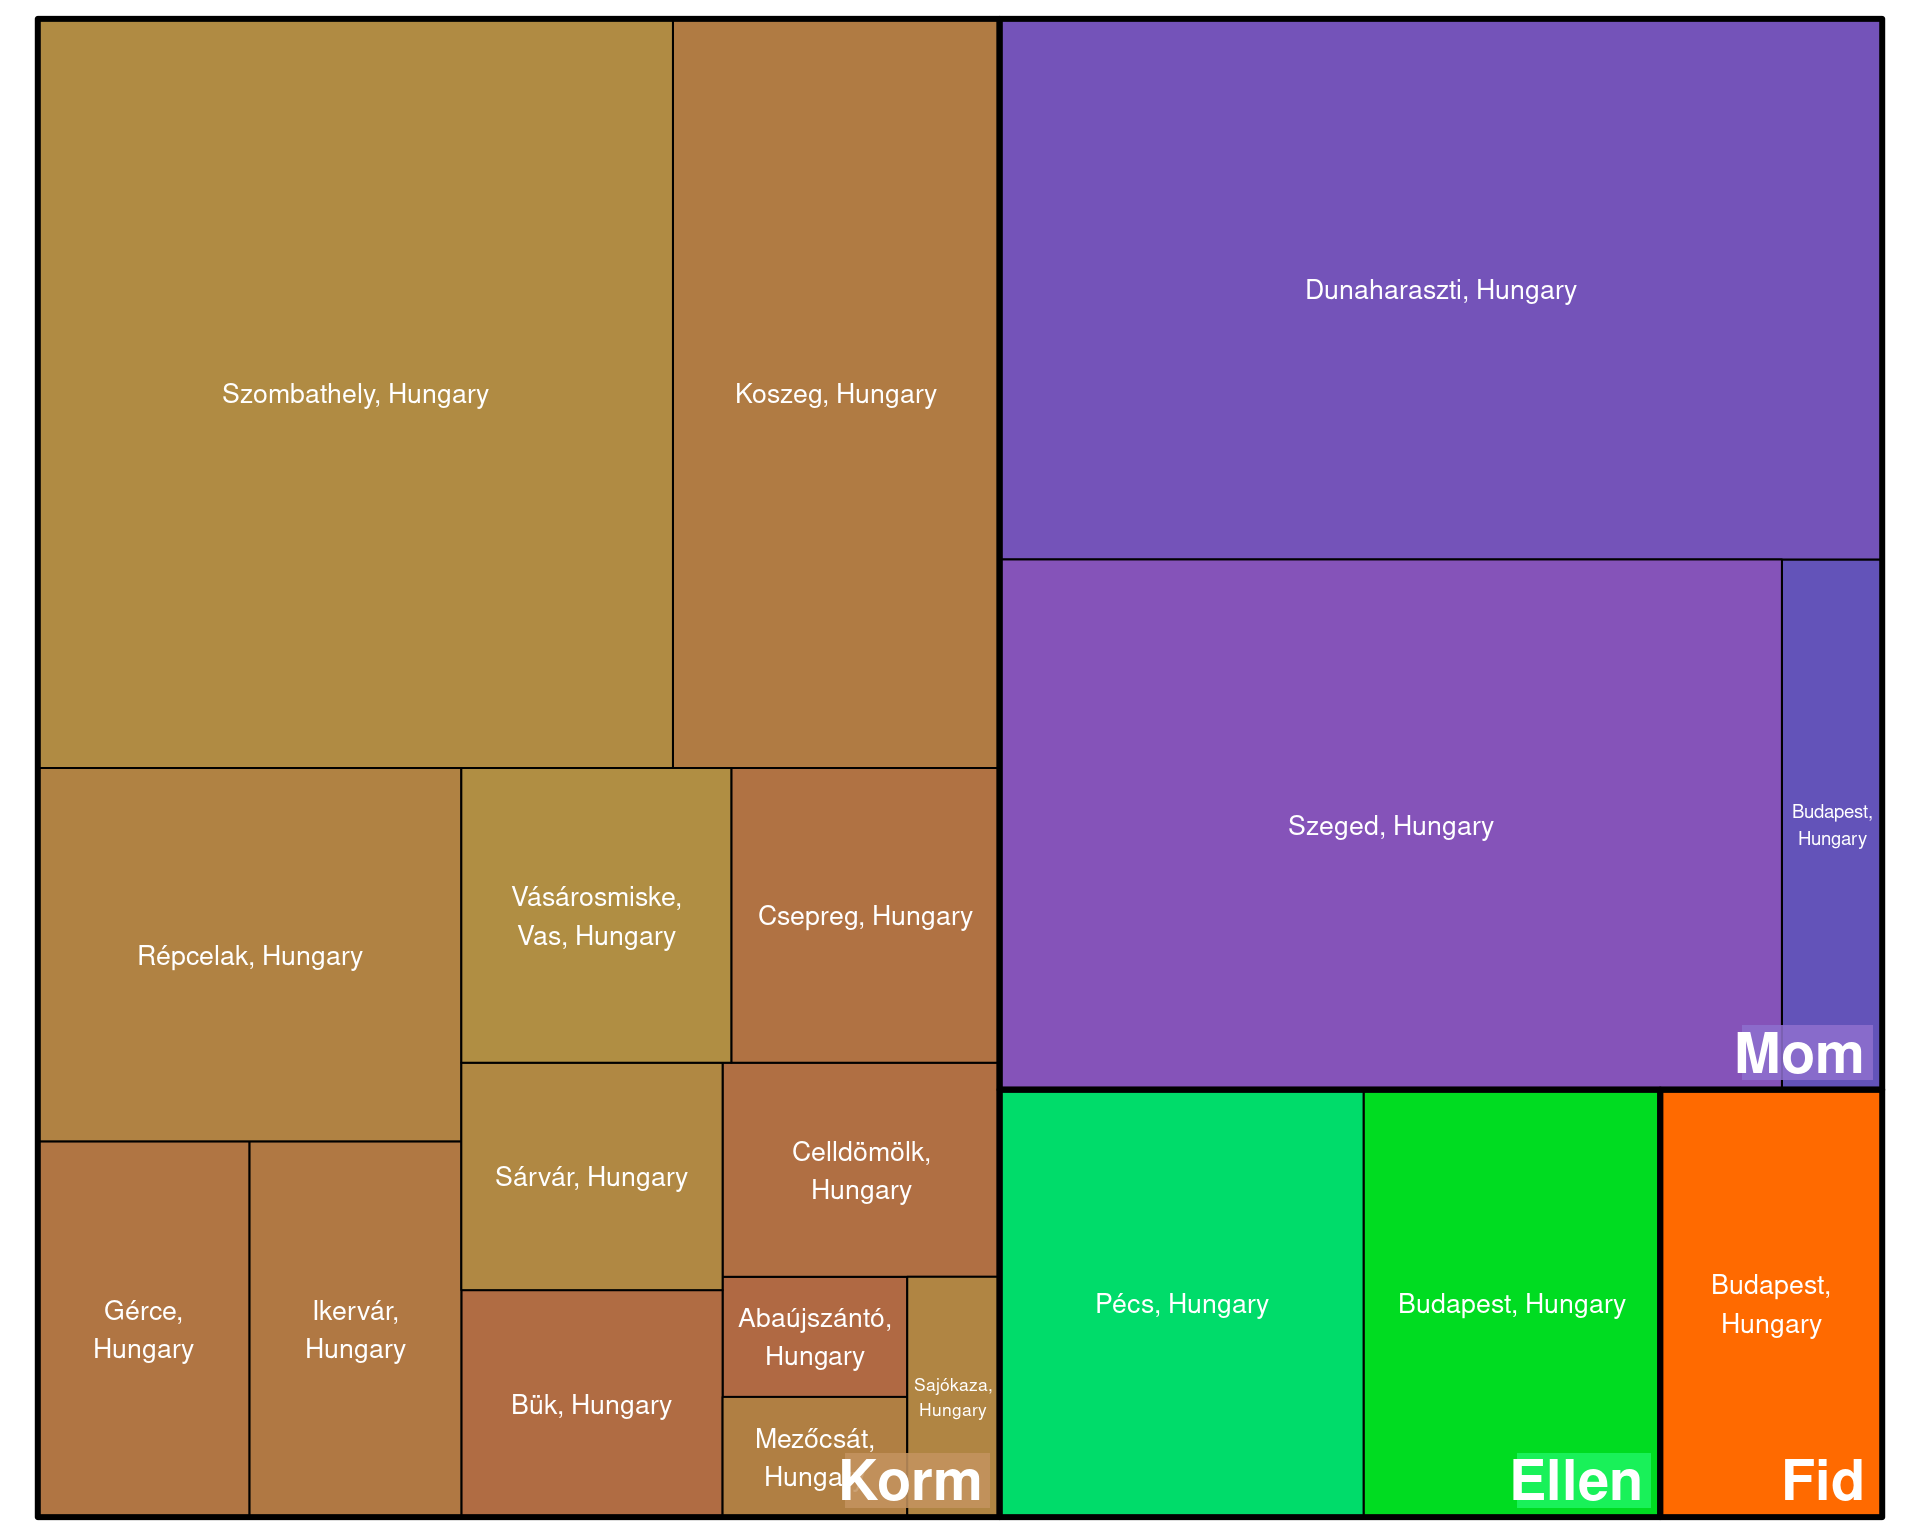 Szombathely, Hungary
Koszeg, Hungary
Répcelak, Hungary
Vásárosmiske,
Vas, Hungary
Csepreg, Hungary
Sárvár, Hungary
Celldömölk,
Hungary
Gérce,
Hungary
Ikervár,
Hungary
Bük, Hungary
Abaújszántó,
Hungary
Sajókaza,
Hungary
Mezőcsát,
Hungary
Korm
Dunaharaszti, Hungary
Szeged, Hungary
Budapest,
Hungary
Mom
Pécs, Hungary
Budapest, Hungary
Ellen
Budapest,
Hungary
Fid